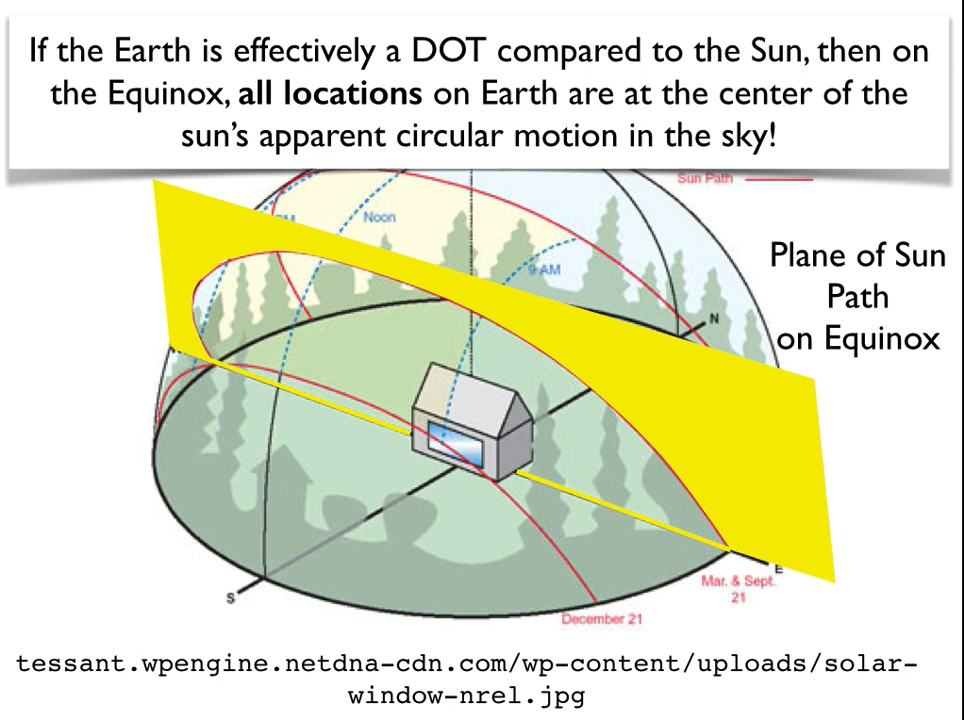 If the Earth is effectively a DOT compared to the Sun, then on
the Equinox, all locations on Earth are at the center of the
sun's apparent circular motion in the sky!
Sun Path
PM
Noon
9 AM
Plane of Sun
Path
on Equinox
N
E
Mar. & Sept.
21
S
December 21
tessant.wpengine.netdna-cdn.com/wp-content/uploads/solar-
window-nrel.jpg